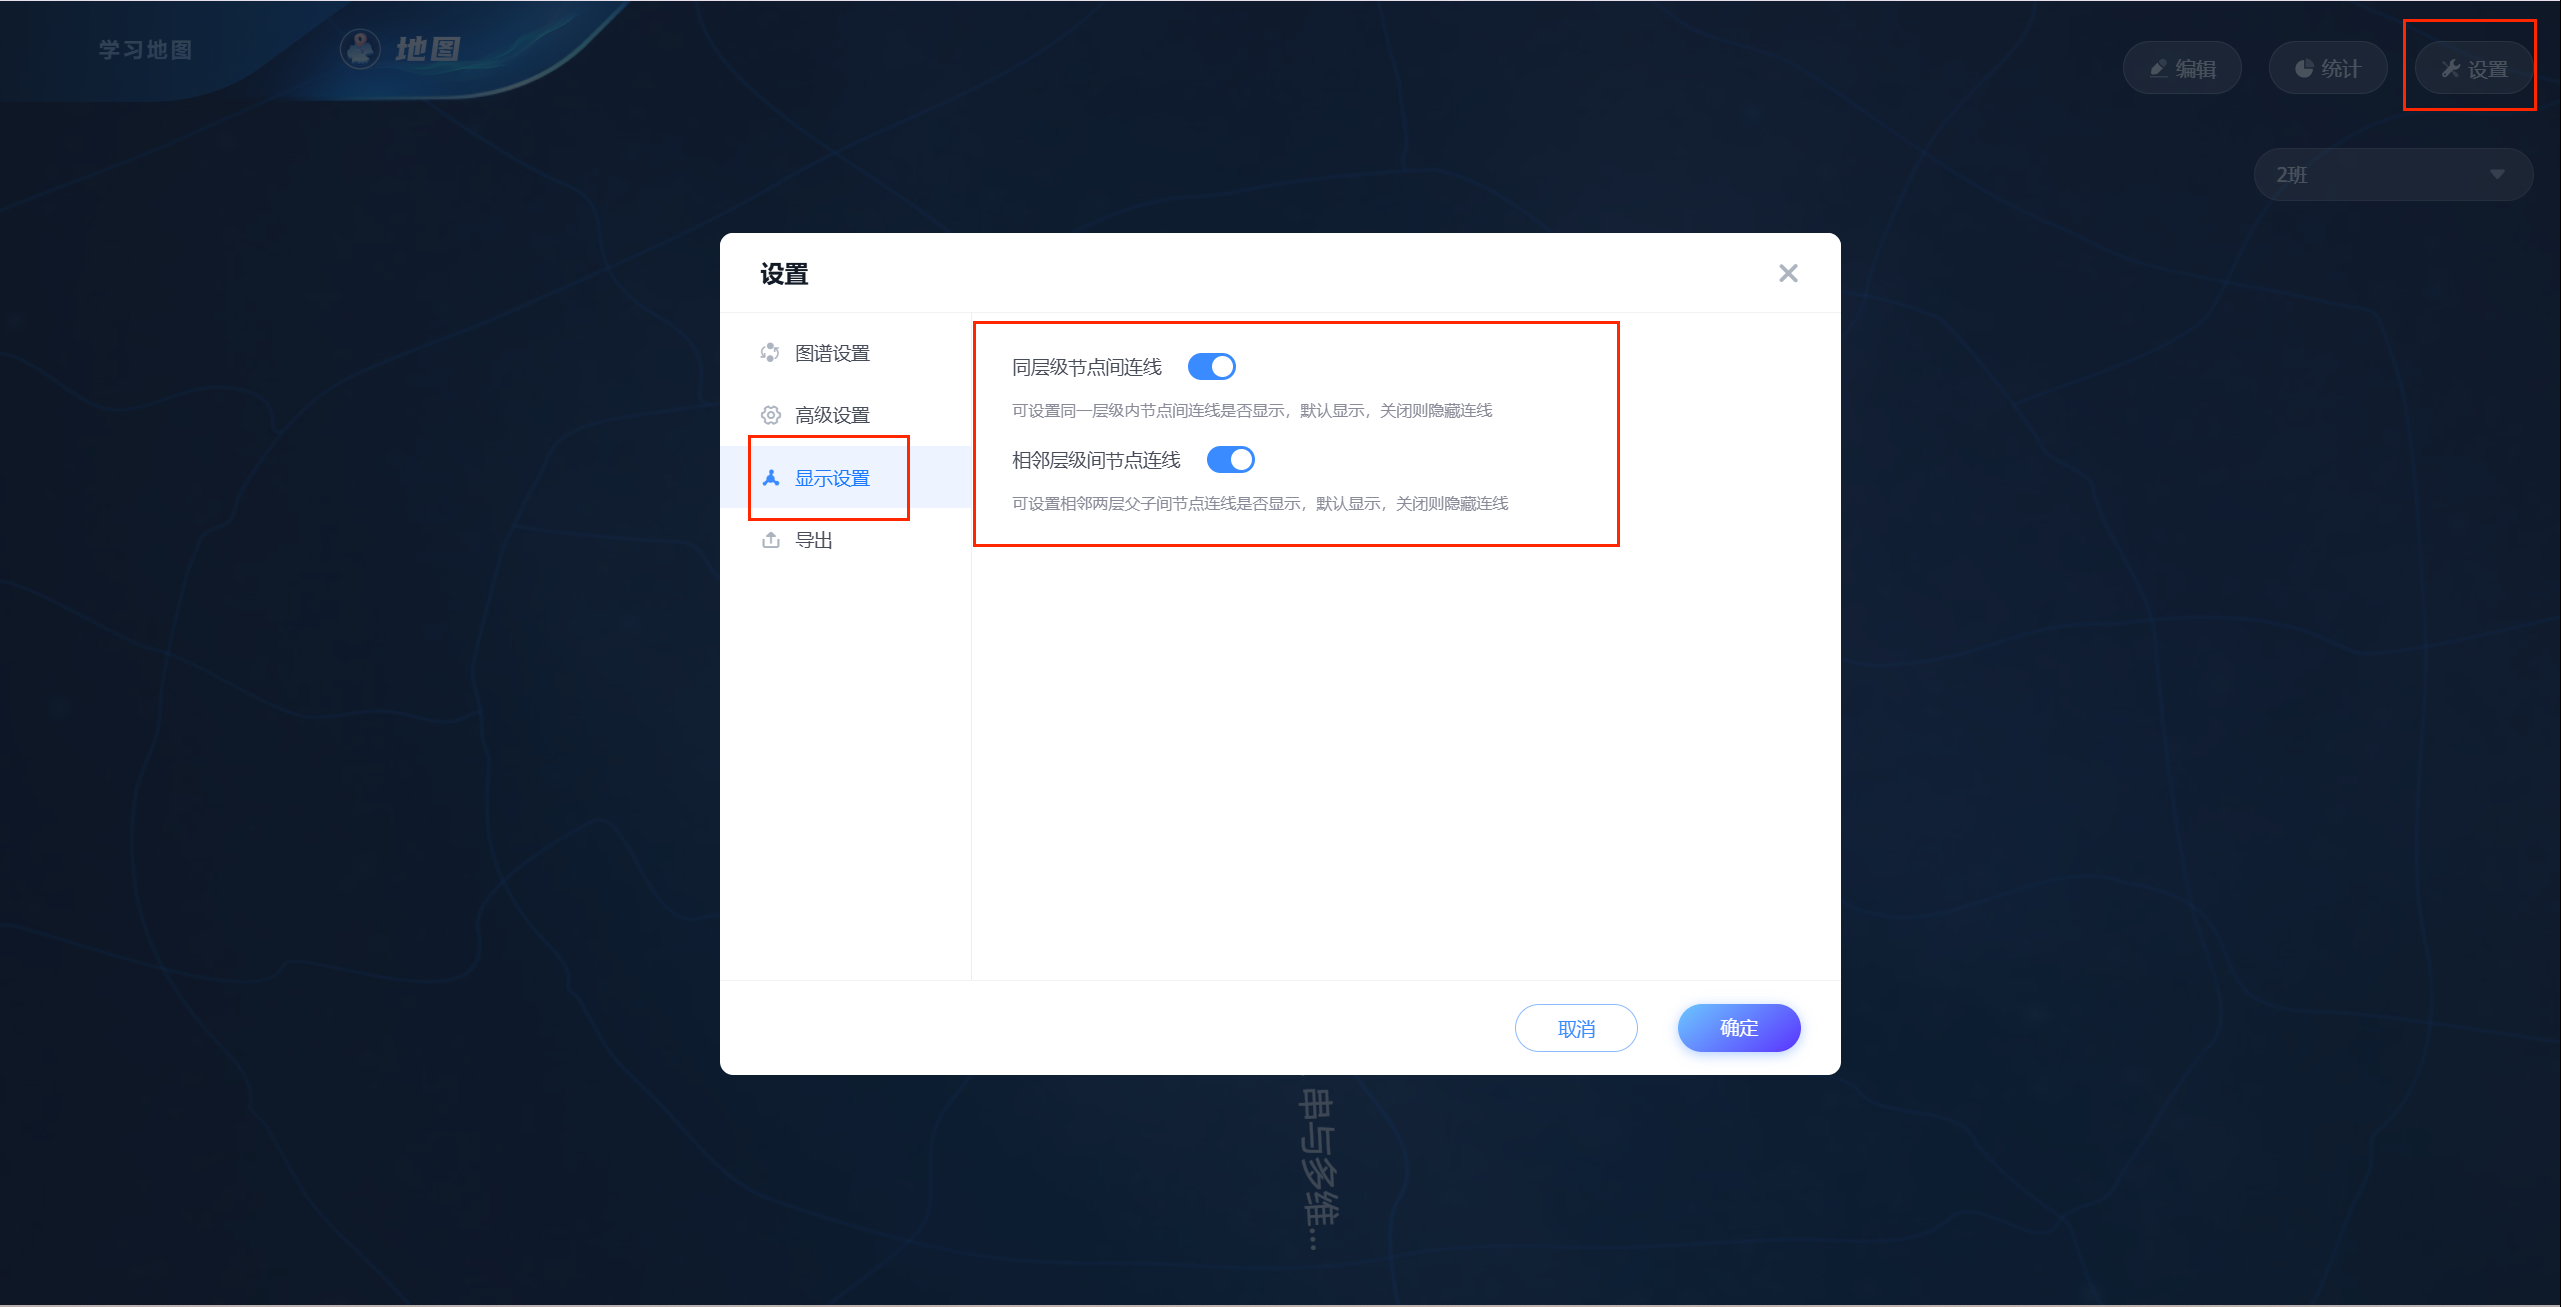 学习地图
地图
编辑
统计
设置
2班
设置
图谱设置
高级设置
显示设置
导出
同层级节点间连线
可设置同一层级内节点间连线是否显示，默认显示，关闭则隐藏连线
相邻层级间节点连线
可设置相邻两层父子间节点连线是否显示，默认显示，关闭则隐藏连线
取消
确定
串与多维...